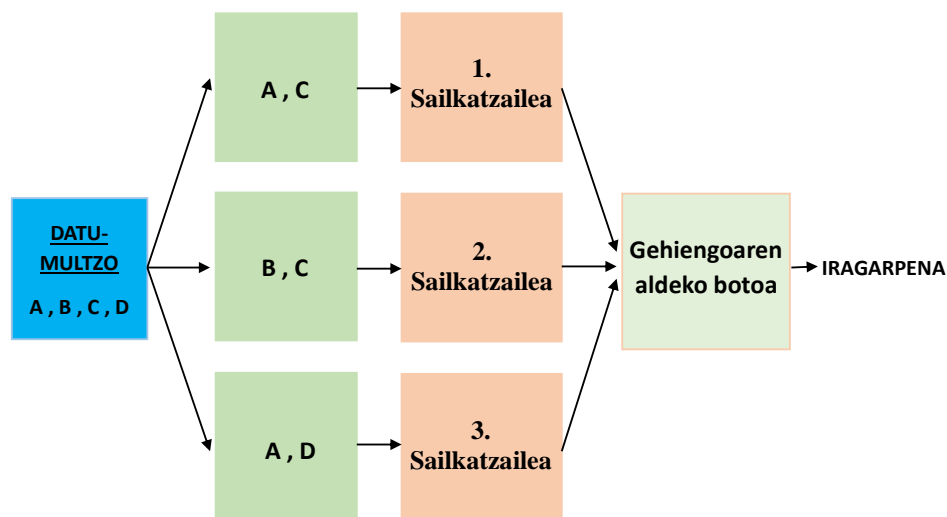 A , C
1.
Sailkatzailea
DATU-
MULTZO
A , B , C , D
B , C
2.
Sailkatzailea
Gehiengoaren
aldeko botoa
IRAGARPENA
A , D
3.
Sailkatzailea